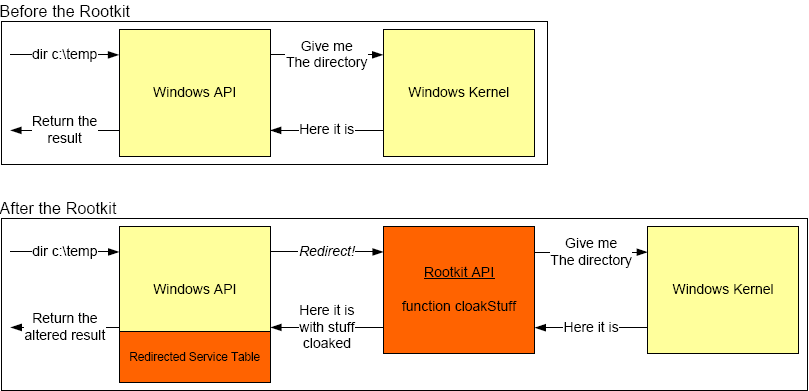 Before the Rootkit
dir c:\temp
Windows API
Give me
The directory
Windows Kernel
Return the
result
Here it is
After the Rootkit
dir c:\temp
Windows API
Redirect!
Rootkit API
function cloakStuff
Give me
The directory
Windows Kernel
Return the
altered result
Here it is
with stuff
cloaked
Here it is
Redirected Service Table